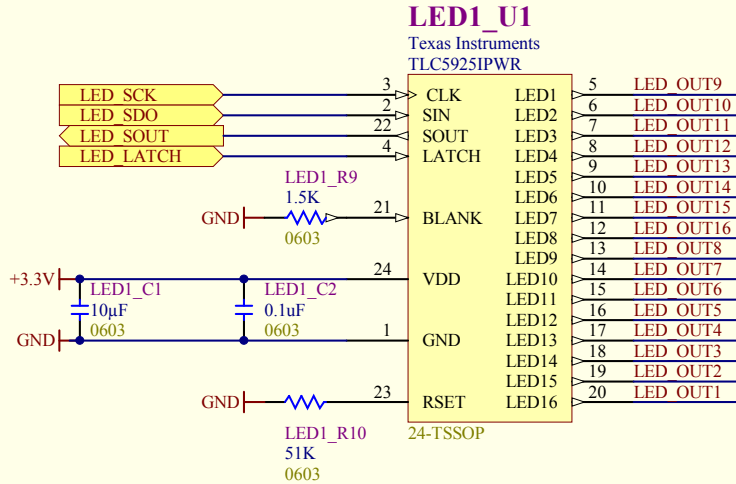 LED1_U1
Texas Instruments
TLC5925IPWR
LED_SCK 3 CLK LED1 5 LED_OUT9
LED_SDO 2 SIN LED2 6 LED_OUT10
LED_SOUT 22 SOUT LED3 7 LED_OUT11
LED_LATCH 4 LATCH LED4 8 LED_OUT12
LED5 9 LED_OUT13
LED1_R9
LED6 10 LED_OUT14
1.5K
GND 21 BLANK LED7 11 LED_OUT15
0603
LED8 12 LED_OUT16
LED9 13 LED_OUT8
+3.3V 24 VDD LED10 14 LED_OUT7
LED1_C1 LED1_C2
LED11 15 LED_OUT6
10µF 0.1uF
LED12 16 LED_OUT5
0603 0603
GND 1 GND LED13 17 LED_OUT4
LED14 18 LED_OUT3
LED15 19 LED_OUT2
GND 23 RSET LED16 20 LED_OUT1
LED1_R10
24-TSSOP
51K
0603